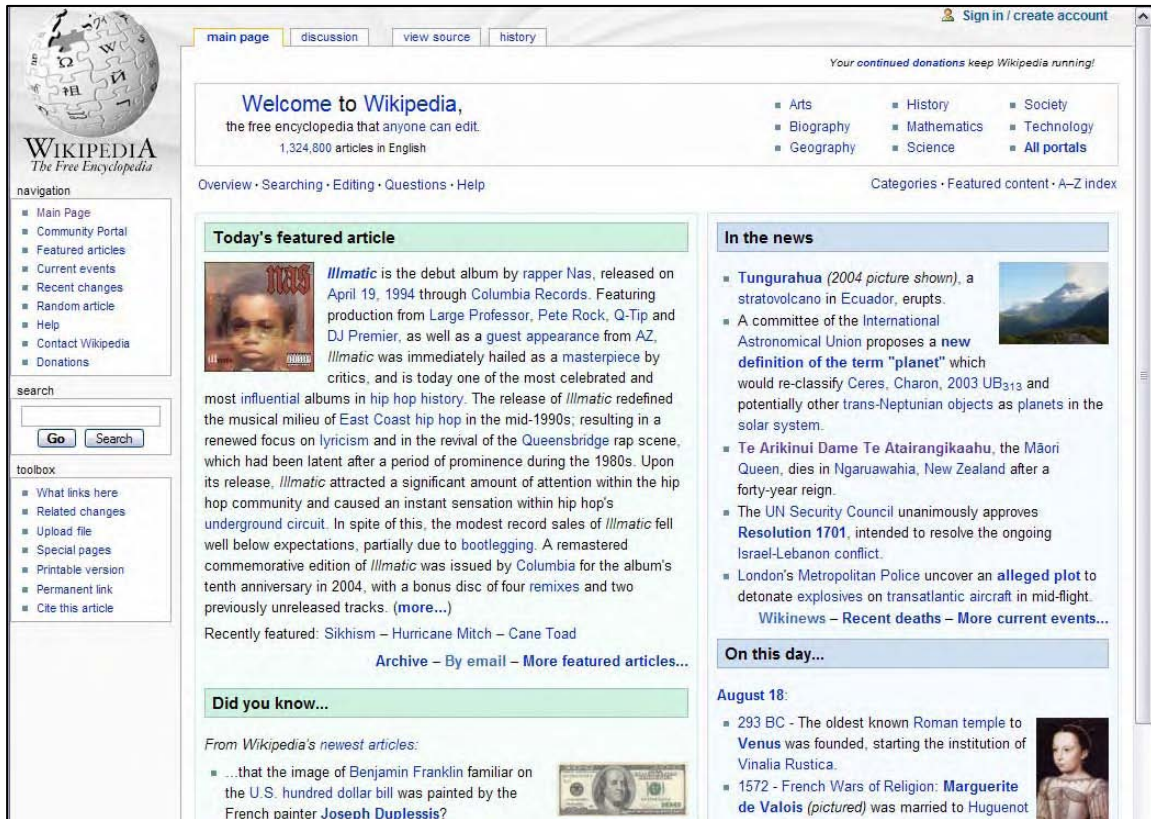 Sign in / create account
main page
discussion
view source
history
Your continued donations keep Wikipedia running!
WIKIPEDIA
The Free Encyclopedia
navigation
Main Page
Community Portal
Featured articles
Current events
Recent changes
Random article
Help
Contact Wikipedia
Donations
search
Go
Search
toolbox
What links here
Related changes
Upload file
Special pages
Printable version
Permanent link
Cite this article
Welcome to Wikipedia,
the free encyclopedia that anyone can edit.
1,324,800 articles in English
Arts
Biography
Geography
History
Mathematics
Science
Society
Technology
All portals
Overview · Searching · Editing · Questions · Help
Categories · Featured content · A–Z index
Today's featured article
nas
Illmatic is the debut album by rapper Nas, released on
April 19, 1994 through Columbia Records. Featuring
production from Large Professor, Pete Rock, Q-Tip and
DJ Premier, as well as a guest appearance from AZ,
Illmatic was immediately hailed as a masterpiece by
critics, and is today one of the most celebrated and
most influential albums in hip hop history. The release of Illmatic redefined
the musical milieu of East Coast hip hop in the mid-1990s; resulting in a
renewed focus on lyricism and in the revival of the Queensbridge rap scene,
which had been latent after a period of prominence during the 1980s. Upon
its release, Illmatic attracted a significant amount of attention within the hip
hop community and caused an instant sensation within hip hop's
underground circuit. In spite of this, the modest record sales of Illmatic fell
well below expectations, partially due to bootlegging. A remastered
commemorative edition of Illmatic was issued by Columbia for the album's
tenth anniversary in 2004, with a bonus disc of four remixes and two
previously unreleased tracks. (more...)
Recently featured: Sikhism – Hurricane Mitch – Cane Toad
Archive – By email – More featured articles...
Did you know...
From Wikipedia's newest articles:
...that the image of Benjamin Franklin familiar on
the U.S. hundred dollar bill was painted by the
French painter Joseph Duplessis?
In the news
Tungurahua (2004 picture shown), a
stratovolcano in Ecuador, erupts.
A committee of the International
Astronomical Union proposes a new
definition of the term "planet" which
would re-classify Ceres, Charon, 2003 UB313 and
potentially other trans-Neptunian objects as planets in the
solar system.
Te Arikinui Dame Te Atairangikaahu, the Māori
Queen, dies in Ngaruawahia, New Zealand after a
forty-year reign.
The UN Security Council unanimously approves
Resolution 1701, intended to resolve the ongoing
Israel-Lebanon conflict.
London's Metropolitan Police uncover an alleged plot to
detonate explosives on transatlantic aircraft in mid-flight.
Wikinews – Recent deaths – More current events...
On this day...
August 18:
293 BC - The oldest known Roman temple to
Venus was founded, starting the institution of
Vinalia Rustica.
1572 - French Wars of Religion: Marguerite
de Valois (pictured) was married to Huguenot